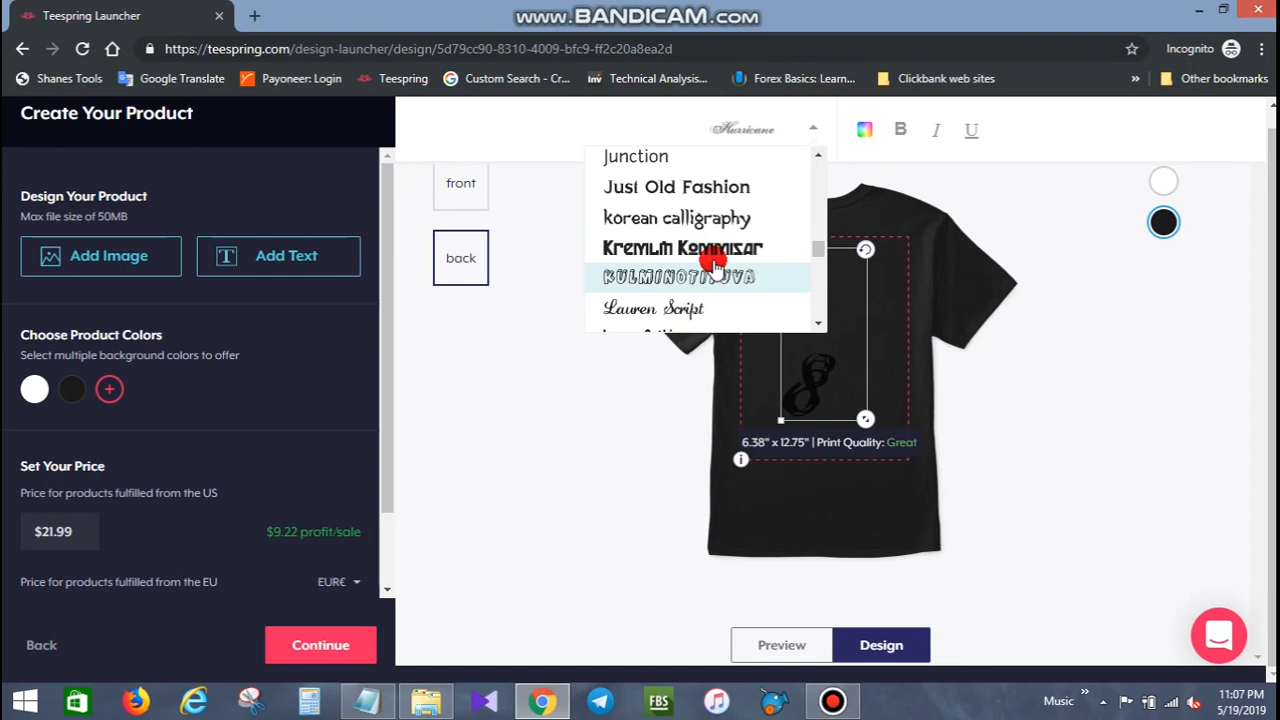 Teespring Launcher
www.BANDICAM.com
https://teespring.com/design-launcher/design/5d79cc90-8310-4009-bfc9-ff2c20a8ea2d
Incognito
Shanes Tools
Google Translate
Payoneer: Login
Teespring
Custom Search - Cr...
inv Technical Analysis...
Forex Basics: Learn...
Clickbank web sites
»
Other bookmarks
Create Your Product
Hurricane
B I U
Junction
Just Old Fashion
korean calligraphy
Kremlin Kommisar
KULMINOTITUVA
Lauren Script
front
back
Design Your Product
Max file size of 50MB
Add Image
T Add Text
Choose Product Colors
Select multiple background colors to offer
8
6.38" x 12.75" | Print Quality: Great
Set Your Price
Price for products fulfilled from the US
$21.99
$9.22 profit/sale
Price for products fulfilled from the EU
EUR€
Back
Continue
Preview
Design
FBS
Music
»
11:07 PM
5/19/2019